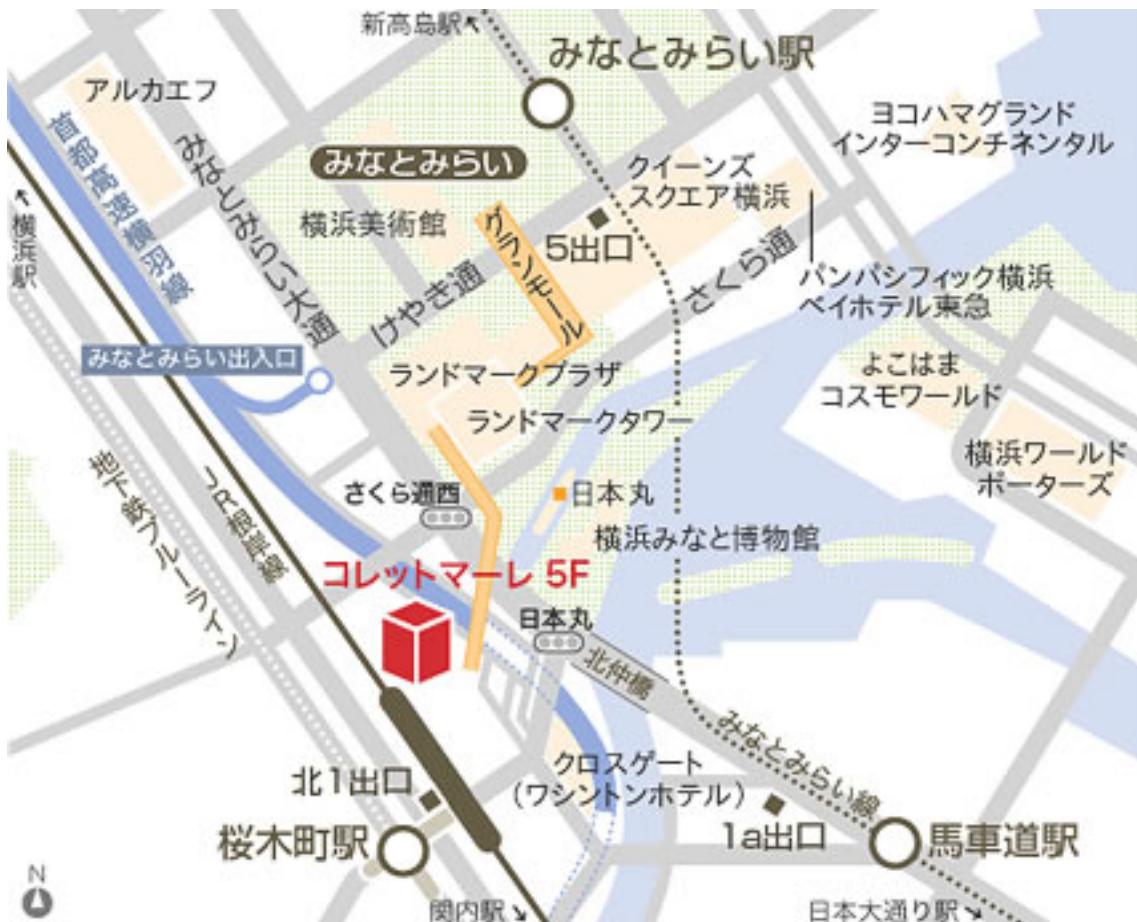 新高島駅↖
みなとみらい駅
アルカエフ
首都高速横羽線
みなとみらい大通
みなとみらい
横浜美術館
グランモール
クイーンズ
スクエア横浜
5出口
ヨコハマグランド
インターコンチネンタル
↖横浜駅
けやき通
さくら通
パンパシフィック横浜
ベイホテル東急
みなとみらい出入口
ランドマークプラザ
ランドマークタワー
よこはま
コスモワールド
横浜ワールド
ポーターズ
地下鉄ブルーライン
JR根岸線
さくら通西
日本丸
横浜みなと博物館
コレットマーレ 5F
日本丸
北仲橋
みなとみらい線
クロスゲート
(ワシントンホテル)
北1出口
桜木町駅
1a出口
馬車道駅
N
関内駅↘
日本大通り駅↘